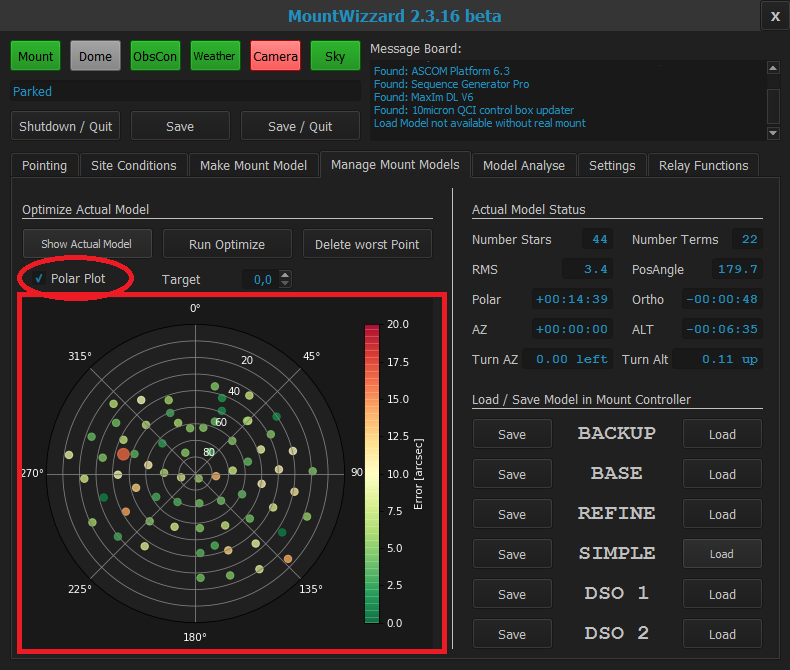 MountWizzard 2.3.16 beta
x
Mount Dome ObsCon Weather Camera Sky
Message Board:
Found: ASCOM Platform 6.3
Found: Sequence Generator Pro
Found: MaxIm DL V6
Found: 10micron QCI control box updater
Load Model not available without real mount
Parked
Shutdown / Quit Save Save / Quit
Pointing Site Conditions Make Mount Model Manage Mount Models Model Analyse Settings Relay Functions
Optimize Actual Model
Show Actual Model Run Optimize Delete worst Point
Polar Plot Target 0,0
0°
315° 45°
20
40
60
80
270° 90
225° 135°
180°
20.0
17.5
15.0
12.5
10.0
7.5
5.0
2.5
0.0
Error [arcsec]
Actual Model Status
Number Stars 44 Number Terms 22
RMS 3.4 PosAngle 179.7
Polar +00:14:39 Ortho -00:00:48
AZ +00:00:00 ALT -00:06:35
Turn AZ 0.00 left Turn Alt 0.11 up
Load / Save Model in Mount Controller
Save BACKUP Load
Save BASE Load
Save REFINE Load
Save SIMPLE Load
Save DSO 1 Load
Save DSO 2 Load